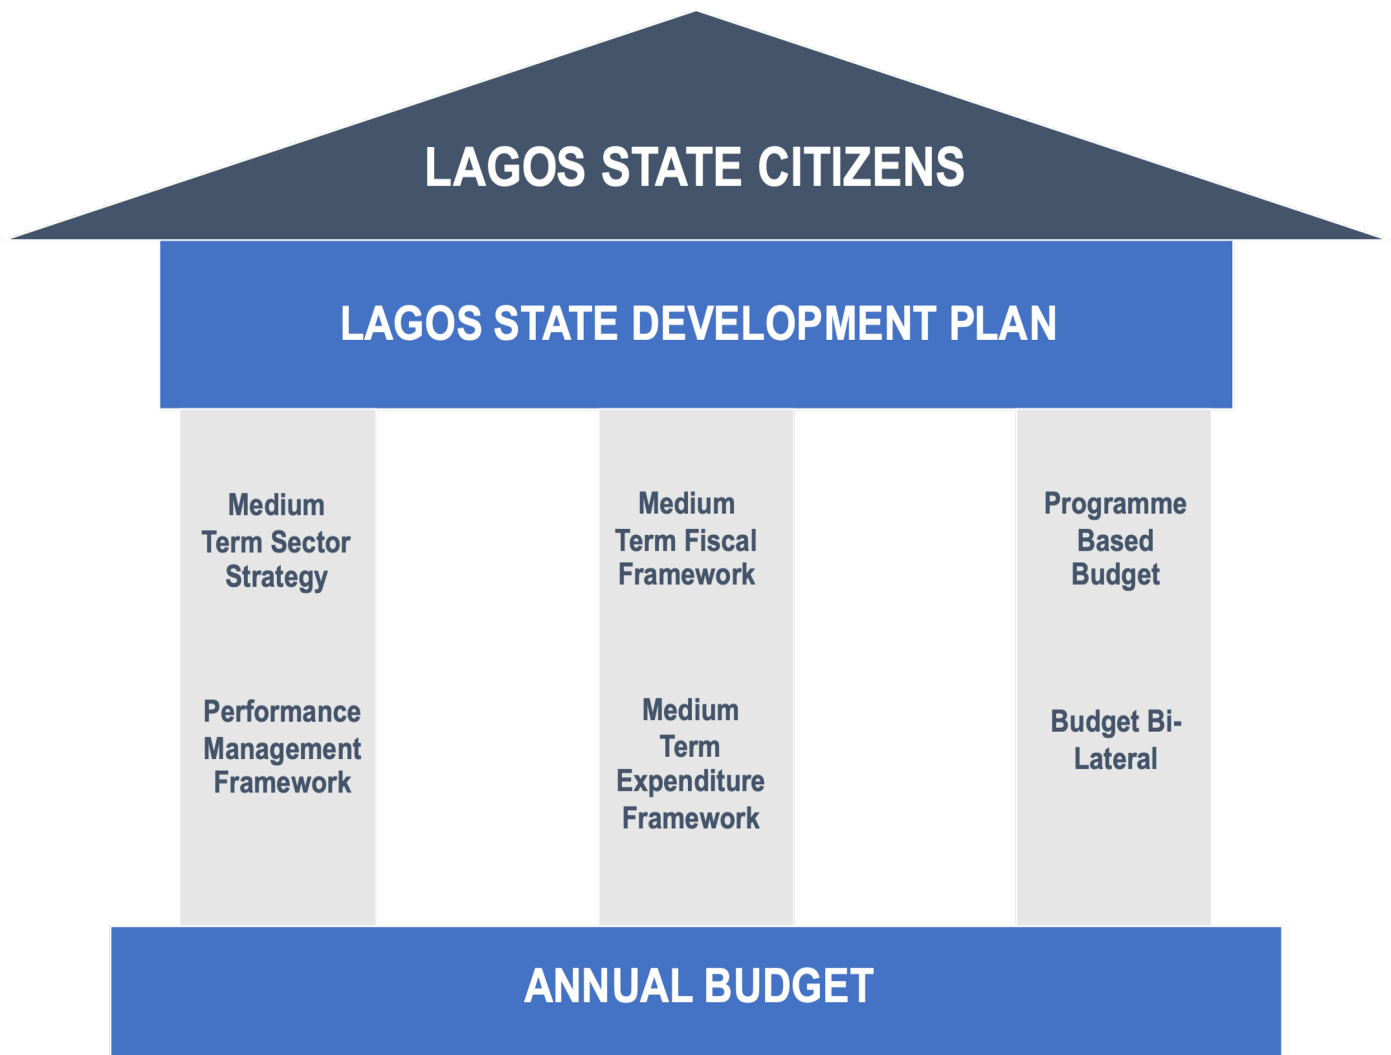 LAGOS STATE CITIZENS
LAGOS STATE DEVELOPMENT PLAN
Medium
Term Sector
Strategy
Performance
Management
Framework
Medium
Term Fiscal
Framework
Medium
Term
Expenditure
Framework
Programme
Based
Budget
Budget Bi-
Lateral
ANNUAL BUDGET